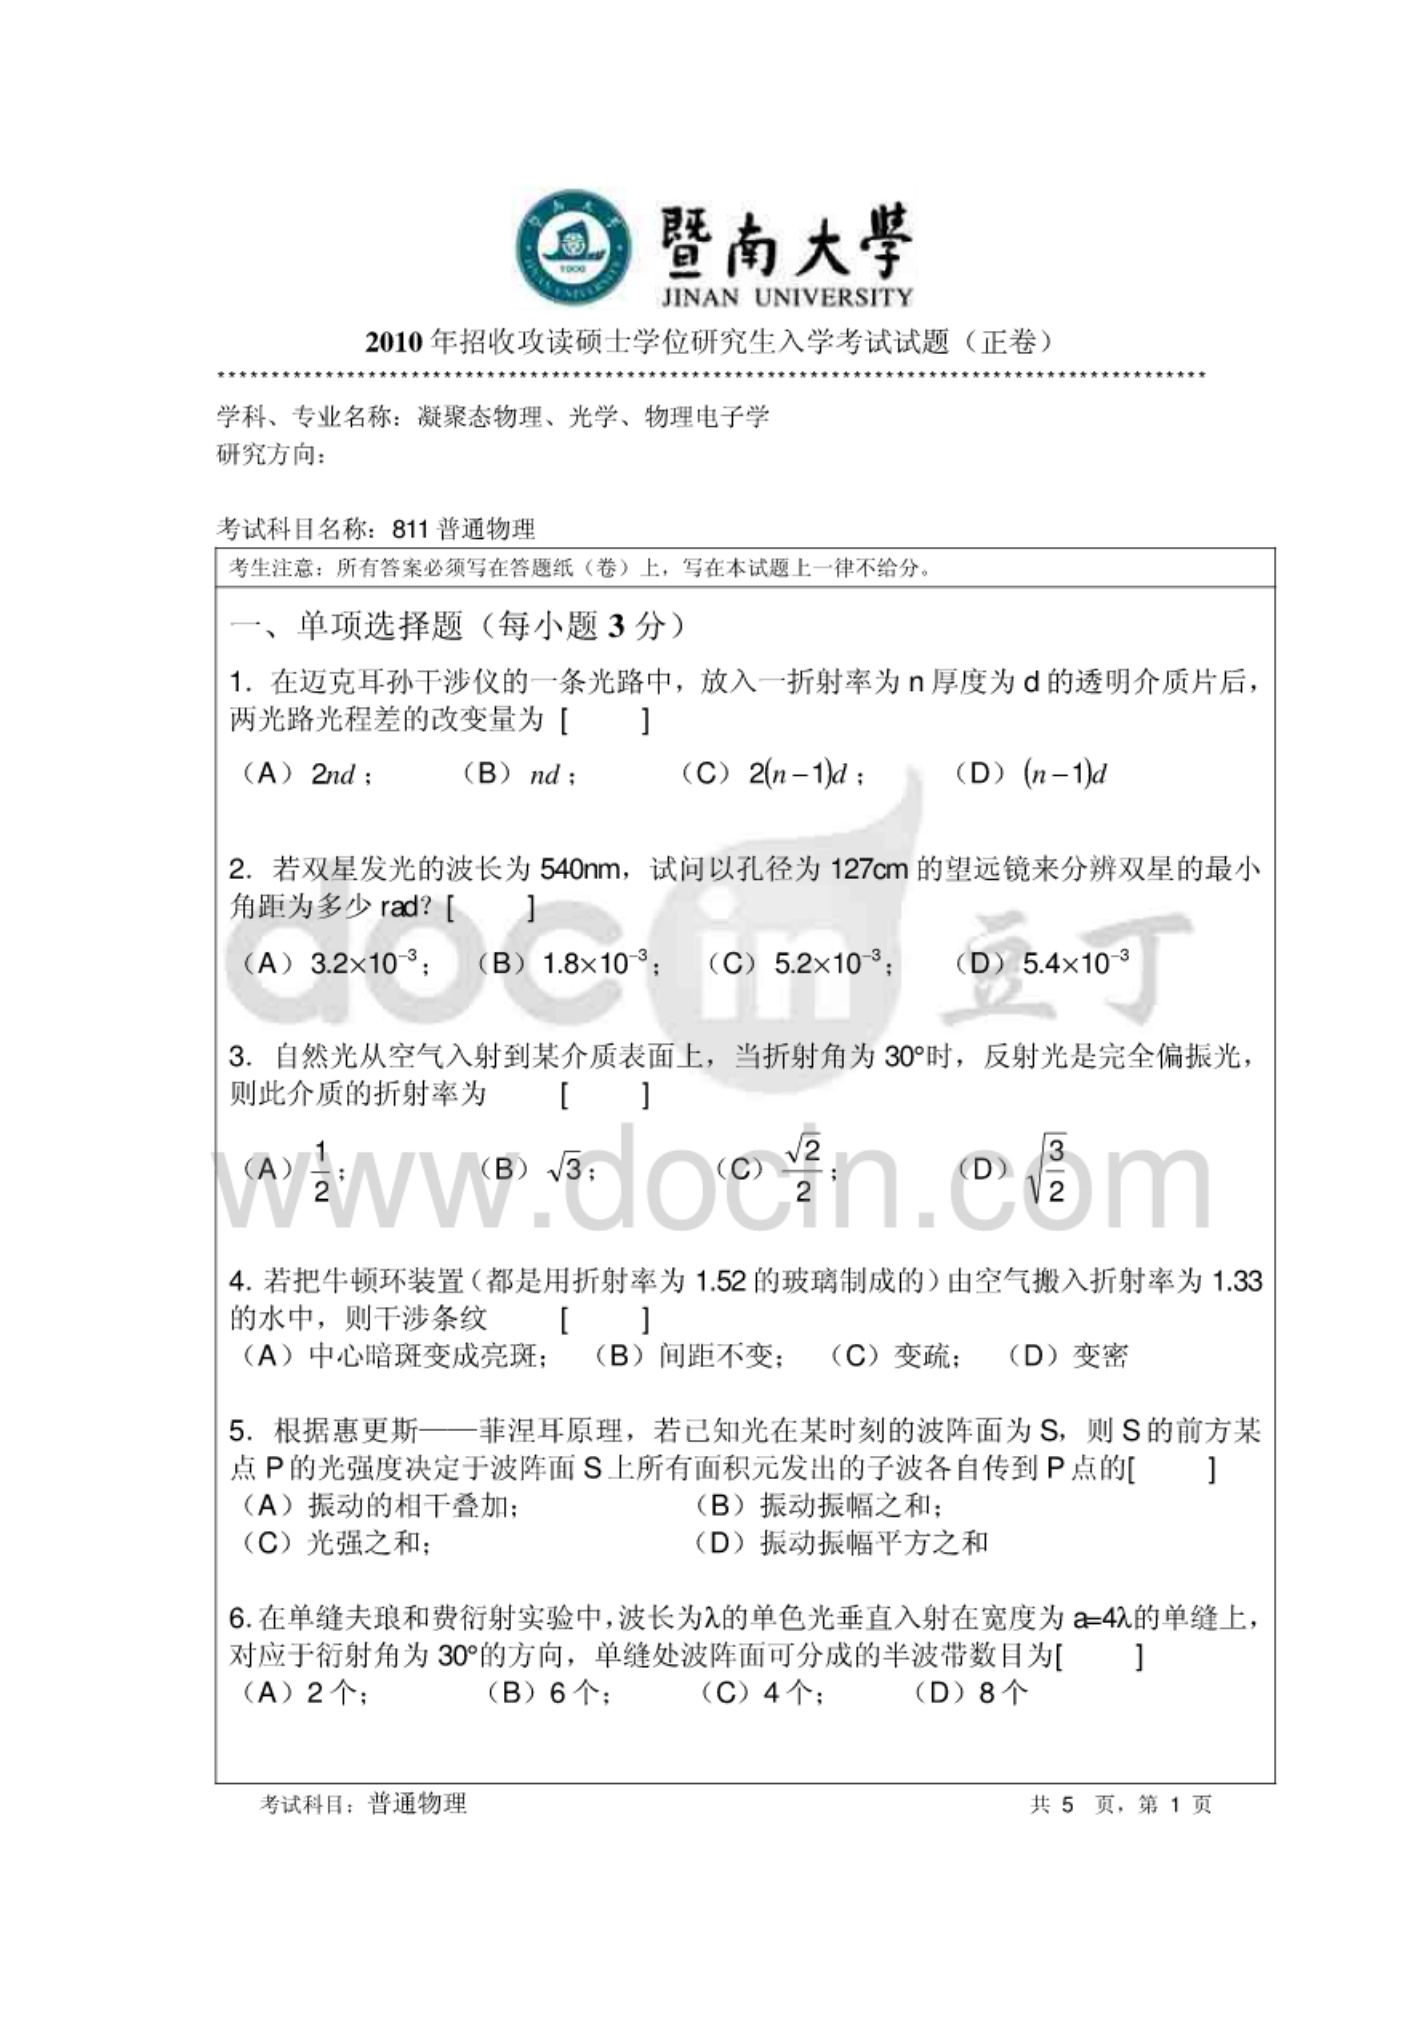 暨南大學
JINAN UNIVERSITY
2010 年招收攻读硕士学位研究生入学考试试题（正卷）
********************************************************************************************
学科、专业名称：凝聚态物理、光学、物理电子学
研究方向：
考试科目名称：811 普通物理
考生注意：所有答案必须写在答题纸（卷）上，写在本试题上一律不给分。
一、单项选择题（每小题 3 分）
1．在迈克耳孙干涉仪的一条光路中，放入一折射率为 n 厚度为 d 的透明介质片后，
两光路光程差的改变量为 [ ]
（A）2nd； （B）nd； （C）2(n－1)d； （D）(n－1)d
2．若双星发光的波长为 540nm，试问以孔径为 127cm 的望远镜来分辨双星的最小
角距为多少 rad？[ ]
（A）3.2×10⁻³； （B）1.8×10⁻³； （C）5.2×10⁻³； （D）5.4×10⁻³
3．自然光从空气入射到某介质表面上，当折射角为 30°时，反射光是完全偏振光，
则此介质的折射率为 [ ]
（A）1/2； （B）√3； （C）√2/2； （D）√(3/2)
4．若把牛顿环装置（都是用折射率为 1.52 的玻璃制成的）由空气搬入折射率为 1.33
的水中，则干涉条纹 [ ]
（A）中心暗斑变成亮斑； （B）间距不变； （C）变疏； （D）变密
5．根据惠更斯——菲涅耳原理，若已知光在某时刻的波阵面为 S，则 S 的前方某
点 P 的光强度决定于波阵面 S 上所有面积元发出的子波各自传到 P 点的[ ]
（A）振动的相干叠加； （B）振动振幅之和；
（C）光强之和； （D）振动振幅平方之和
6．在单缝夫琅和费衍射实验中，波长为λ的单色光垂直入射在宽度为 a=4λ的单缝上，
对应于衍射角为 30°的方向，单缝处波阵面可分成的半波带数目为[ ]
（A）2 个； （B）6 个； （C）4 个； （D）8 个
考试科目：普通物理 共 5 页，第 1 页
docin 豆丁
www.docin.com